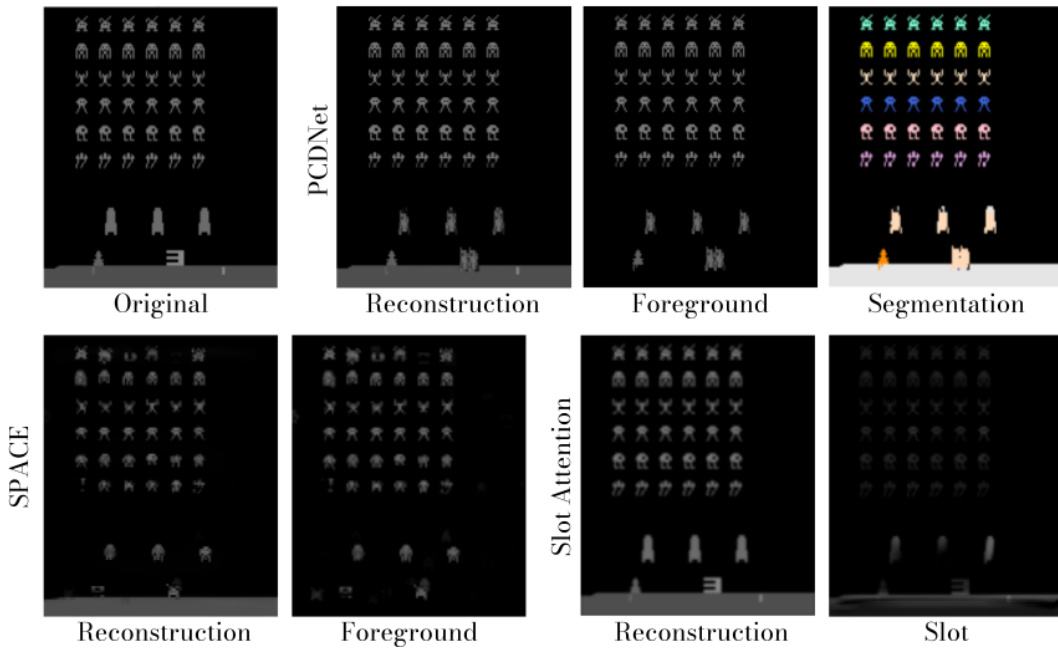 PCDNet
Original
Reconstruction
Foreground
Segmentation
SPACE
Slot Attention
Reconstruction
Foreground
Reconstruction
Slot